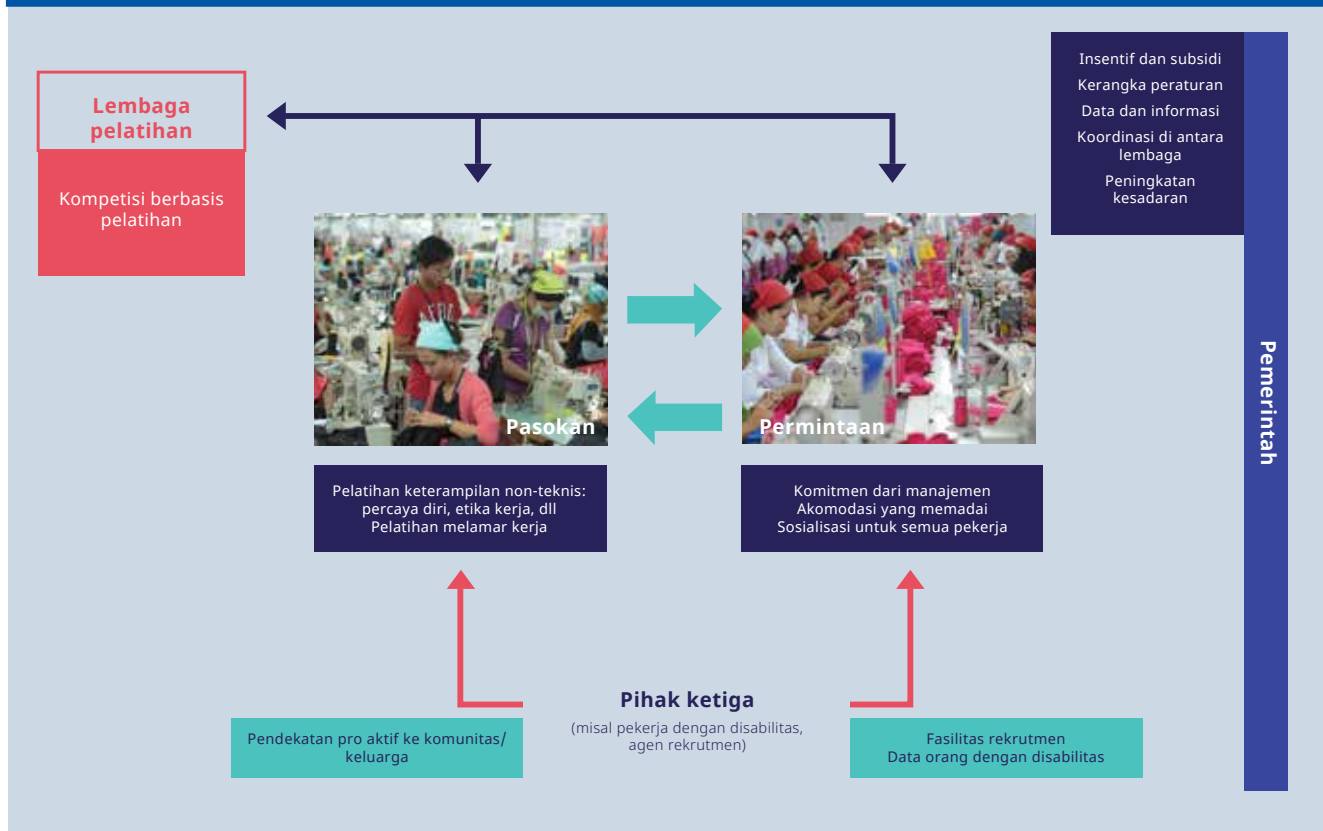 Lembaga
pelatihan
Kompetisi berbasis
pelatihan
Insentif dan subsidi
Kerangka peraturan
Data dan informasi
Koordinasi di antara
lembaga
Peningkatan
kesadaran
Pemerintah
Pasokan
Permintaan
Pelatihan keterampilan non-teknis:
percaya diri, etika kerja, dll
Pelatihan melamar kerja
Komitmen dari manajemen
Akomodasi yang memadai
Sosialisasi untuk semua pekerja
Pihak ketiga
(misal pekerja dengan disabilitas,
agen rekrutmen)
Pendekatan pro aktif ke komunitas/
keluarga
Fasilitas rekrutmen
Data orang dengan disabilitas